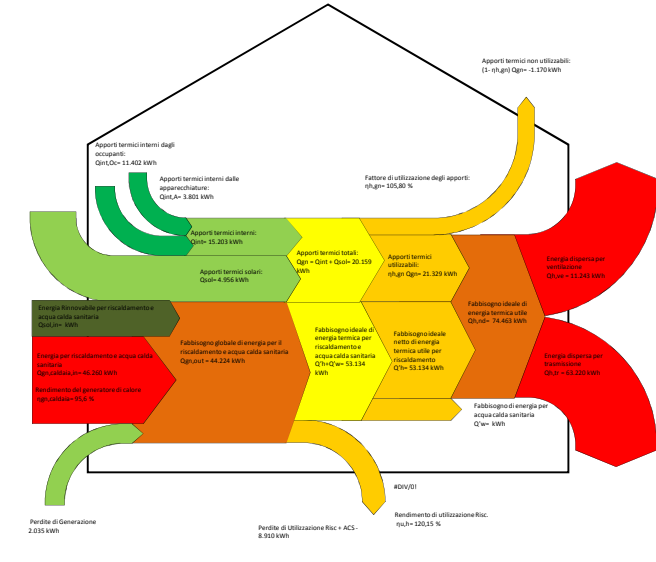 Apporti termici non utilizzabili:
(1- ηh,gn) Qgn= -1.170 kWh
Apporti termici interni dagli
occupanti:
Qint,Oc= 11.402 kWh
Apporti termici interni dalle
apparecchiature:
Qint,A= 3.801 kWh
Fattore di utilizzazione degli apporti:
ηh,gn= 105,80 %
Apporti termici interni:
Qint= 15.203 kWh
Apporti termici solari:
Qsol= 4.956 kWh
Apporti termici totali:
Qgn = Qint + Qsol= 20.159
kWh
Apporti termici
utilizzabili:
ηh,gn Qgn= 21.329 kWh
Energia dispersa per
ventilazione
Qh,ve = 11.243 kWh
Energia Rinnovabile per riscaldamento e
acqua calda sanitaria
Qsol,in= kWh
Fabbisogno ideale di
energia termica utile
Qh,nd= 74.463 kWh
Fabbisogno globale di energia per il
riscaldamento e acqua calda sanitaria
Qgn,out = 44.224 kWh
Fabbisogno ideale di
energia termica per
riscaldamento e
acqua calda sanitaria
Q'h+Q'w= 53.134
kWh
Fabbisogno ideale
netto di energia
termica utile per
riscaldamento
Q'h= 53.134 kWh
Energia per riscaldamento e acqua calda
sanitaria
Qgn,caldaia,in= 46.260 kWh
Rendimento del generatore di calore
ηgn,caldaia= 95,6 %
Energia dispersa per
trasmissione
Qh,tr = 63.220 kWh
Fabbisogno di energia per
acqua calda sanitaria
Q'w= kWh
#DIV/0!
Perdite di Generazione
2.035 kWh
Perdite di Utilizzazione Risc + ACS -
8.910 kWh
Rendimento di utilizzazione Risc.
ηu,h= 120,15 %